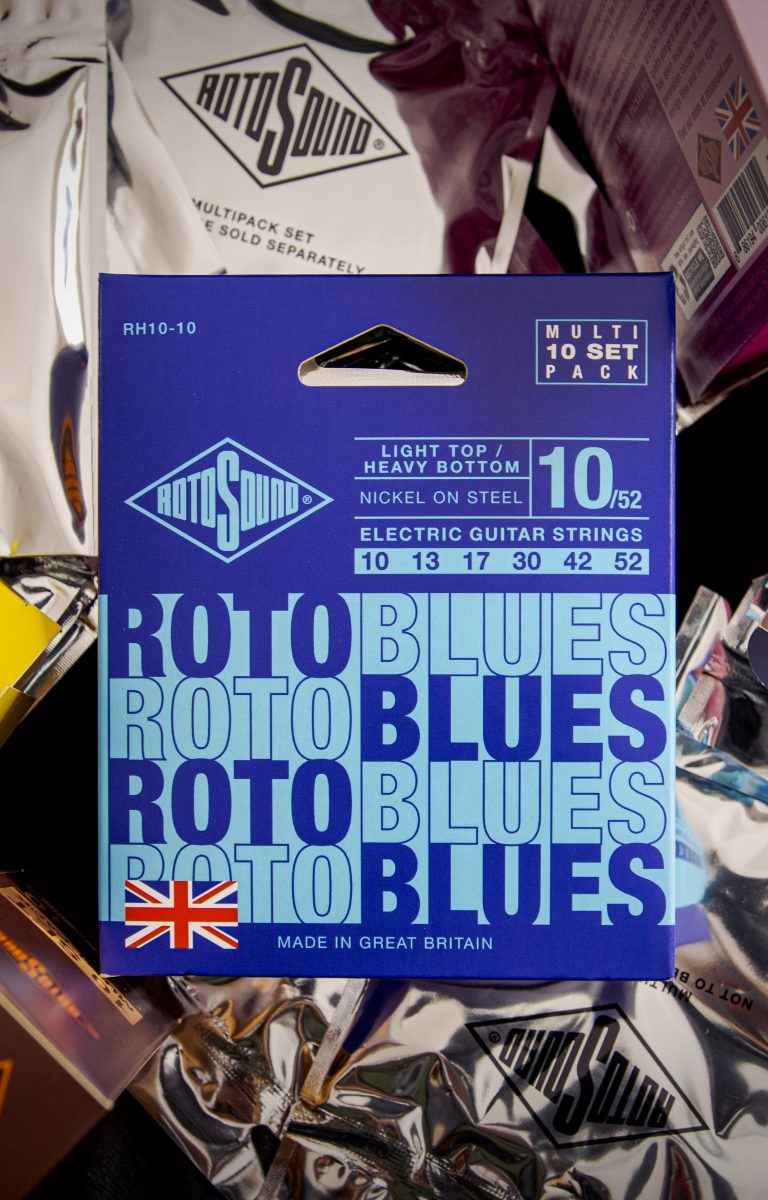 ROTOSOUND®
MULTIPACK SET
SOLD SEPARATELY
RH10-10
MULTI
10 SET
PACK
ROTOSOUND®
LIGHT TOP /
HEAVY BOTTOM
NICKEL ON STEEL
10/52
ELECTRIC GUITAR STRINGS
10 13 17 30 42 52
ROTOBLUES
ROTOBLUES
ROTOBLUES
ROTOBLUES
MADE IN GREAT BRITAIN
ROTOSOUND
NOT TO BE
ROTOSOUND®